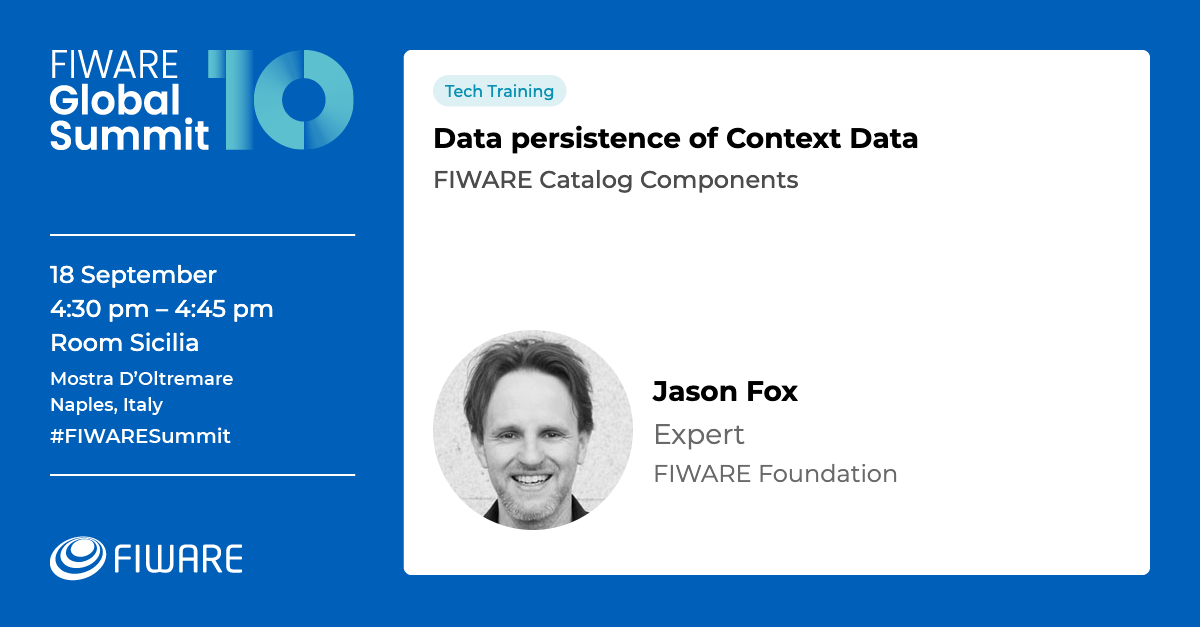 FIWARE
Global
Summit 10
18 September
4:30 pm – 4:45 pm
Room Sicilia
Mostra D’Oltremare
Naples, Italy
#FIWARESummit
FIWARE
Tech Training
Data persistence of Context Data
FIWARE Catalog Components
Jason Fox
Expert
FIWARE Foundation